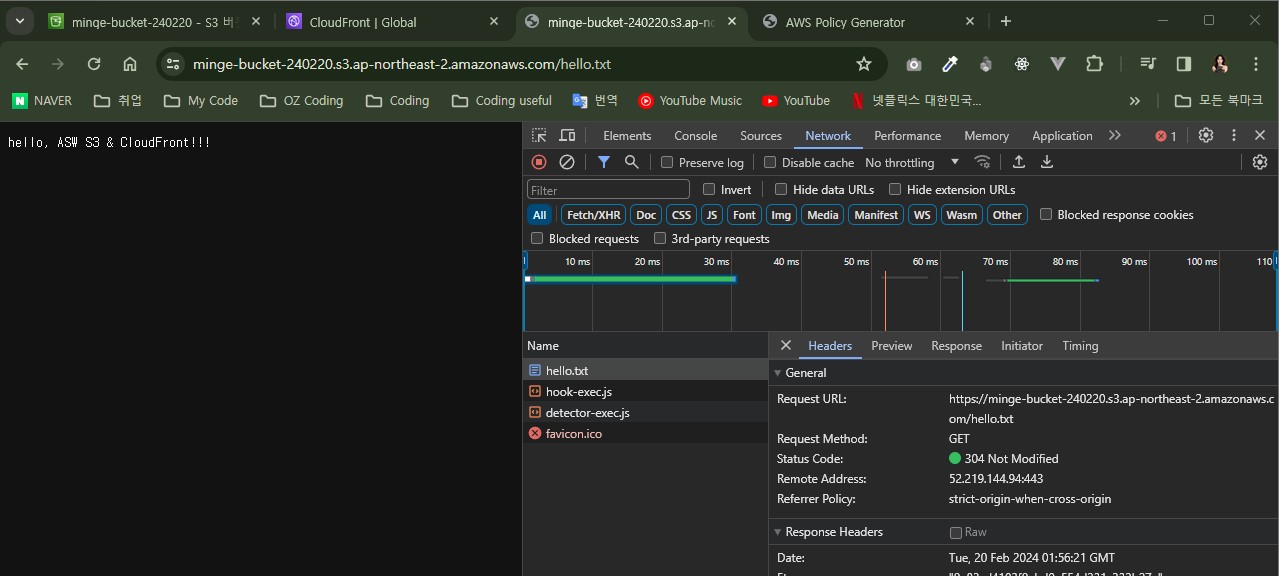 minge-bucket-240220 - S3 버
CloudFront | Global
minge-bucket-240220.s3.ap-no
AWS Policy Generator
minge-bucket-240220.s3.ap-northeast-2.amazonaws.com/hello.txt
NAVER 취업 My Code OZ Coding Coding Coding useful 번역 YouTube Music YouTube 넷플릭스 대한민국... » 모든 북마크
hello, ASW S3 & CloudFront!!!
Elements Console Sources Network Performance Memory Application 1
Preserve log Disable cache No throttling
Filter Invert Hide data URLs Hide extension URLs
All Fetch/XHR Doc CSS JS Font Img Media Manifest WS Wasm Other Blocked response cookies
Blocked requests 3rd-party requests
10 ms 20 ms 30 ms 40 ms 50 ms 60 ms 70 ms 80 ms 90 ms 100 ms 110
Name
hello.txt
hook-exec.js
detector-exec.js
favicon.ico
Headers Preview Response Initiator Timing
General
Request URL: https://minge-bucket-240220.s3.ap-northeast-2.amazonaws.c
om/hello.txt
Request Method: GET
Status Code: 304 Not Modified
Remote Address: 52.219.144.94:443
Referrer Policy: strict-origin-when-cross-origin
Response Headers Raw
Date: Tue, 20 Feb 2024 01:56:21 GMT